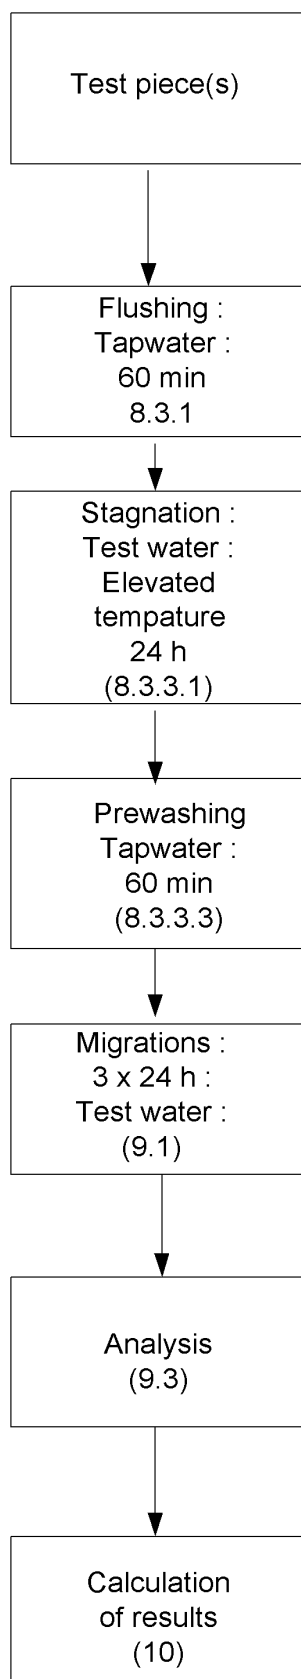 Test piece(s)
Flushing :
Tapwater :
60 min
8.3.1
Stagnation :
Test water :
Elevated
tempature
24 h
(8.3.3.1)
Prewashing
Tapwater :
60 min
(8.3.3.3)
Migrations :
3 x 24 h :
Test water :
(9.1)
Analysis
(9.3)
Calculation
of results
(10)